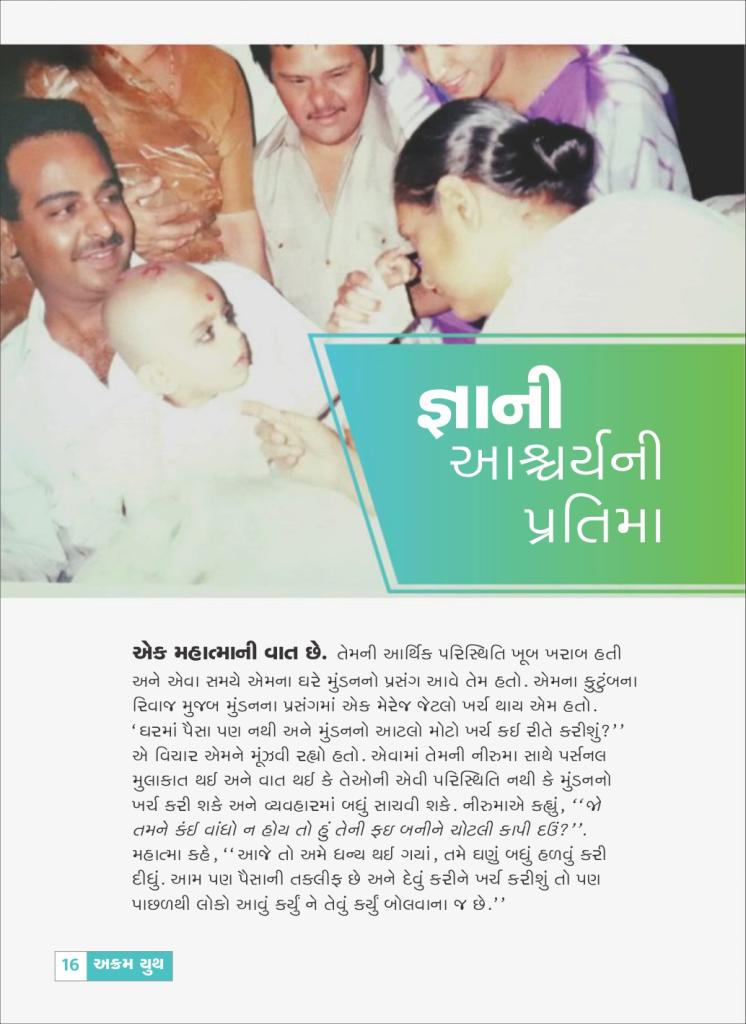 જ્ઞાની
આશ્ચર્યની
પ્રતિમા
એક મહાત્માની વાત છે. તેમની આર્થિક પરિસ્થિતિ ખૂબ ખરાબ હતી
અને એવા સમયે એમના ઘરે મુંડનનો પ્રસંગ આવે તેમ હતો. એમના કુટુંબના
રિવાજ મુજબ મુંડનના પ્રસંગમાં એક મેરેજ જેટલો ખર્ચ થાય એમ હતો.
‘ઘરમાં પૈસા પણ નથી અને મુંડનનો આટલો મોટો ખર્ચ કઈ રીતે કરીશું?’’
એ વિચાર એમને મૂંઝવી રહ્યો હતો. એવામાં તેમની નીરુમા સાથે પર્સનલ
મુલાકાત થઈ અને વાત થઈ કે તેઓની એવી પરિસ્થિતિ નથી કે મુંડનનો
ખર્ચ કરી શકે અને વ્યવહારમાં બધું સાચવી શકે. નીરુમાએ કહ્યું, ‘‘જો
તમને કંઈ વાંધો ન હોય તો હું તેની ફઇ બનીને ચોટલી કાપી દઉં?’’.
મહાત્મા કહે, ‘‘આજે તો અમે ધન્ય થઈ ગયાં, તમે ઘણું બધું હળવું કરી
દીધું. આમ પણ પૈસાની તકલીફ છે અને દેવું કરીને ખર્ચ કરીશું તો પણ
પાછળથી લોકો આવું કર્યું ને તેવું કર્યું બોલવાના જ છે.’’
16 અક્રમ યુથ